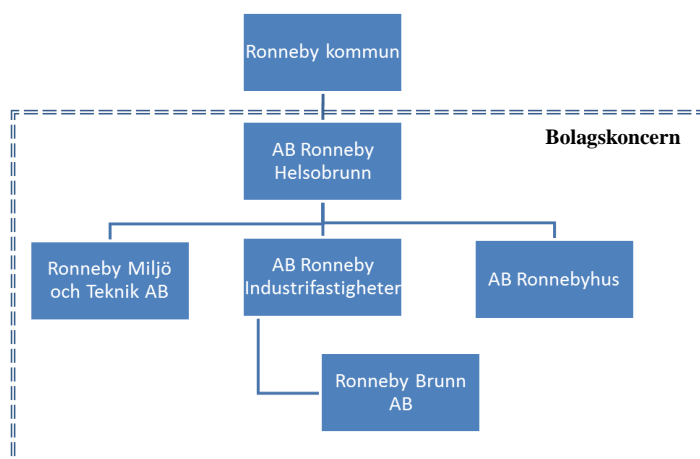 Ronneby kommun
Bolagskoncern
AB Ronneby
Helsobrunn
Ronneby Miljö
och Teknik AB
AB Ronneby
Industrifastigheter
AB Ronnebyhus
Ronneby Brunn
AB